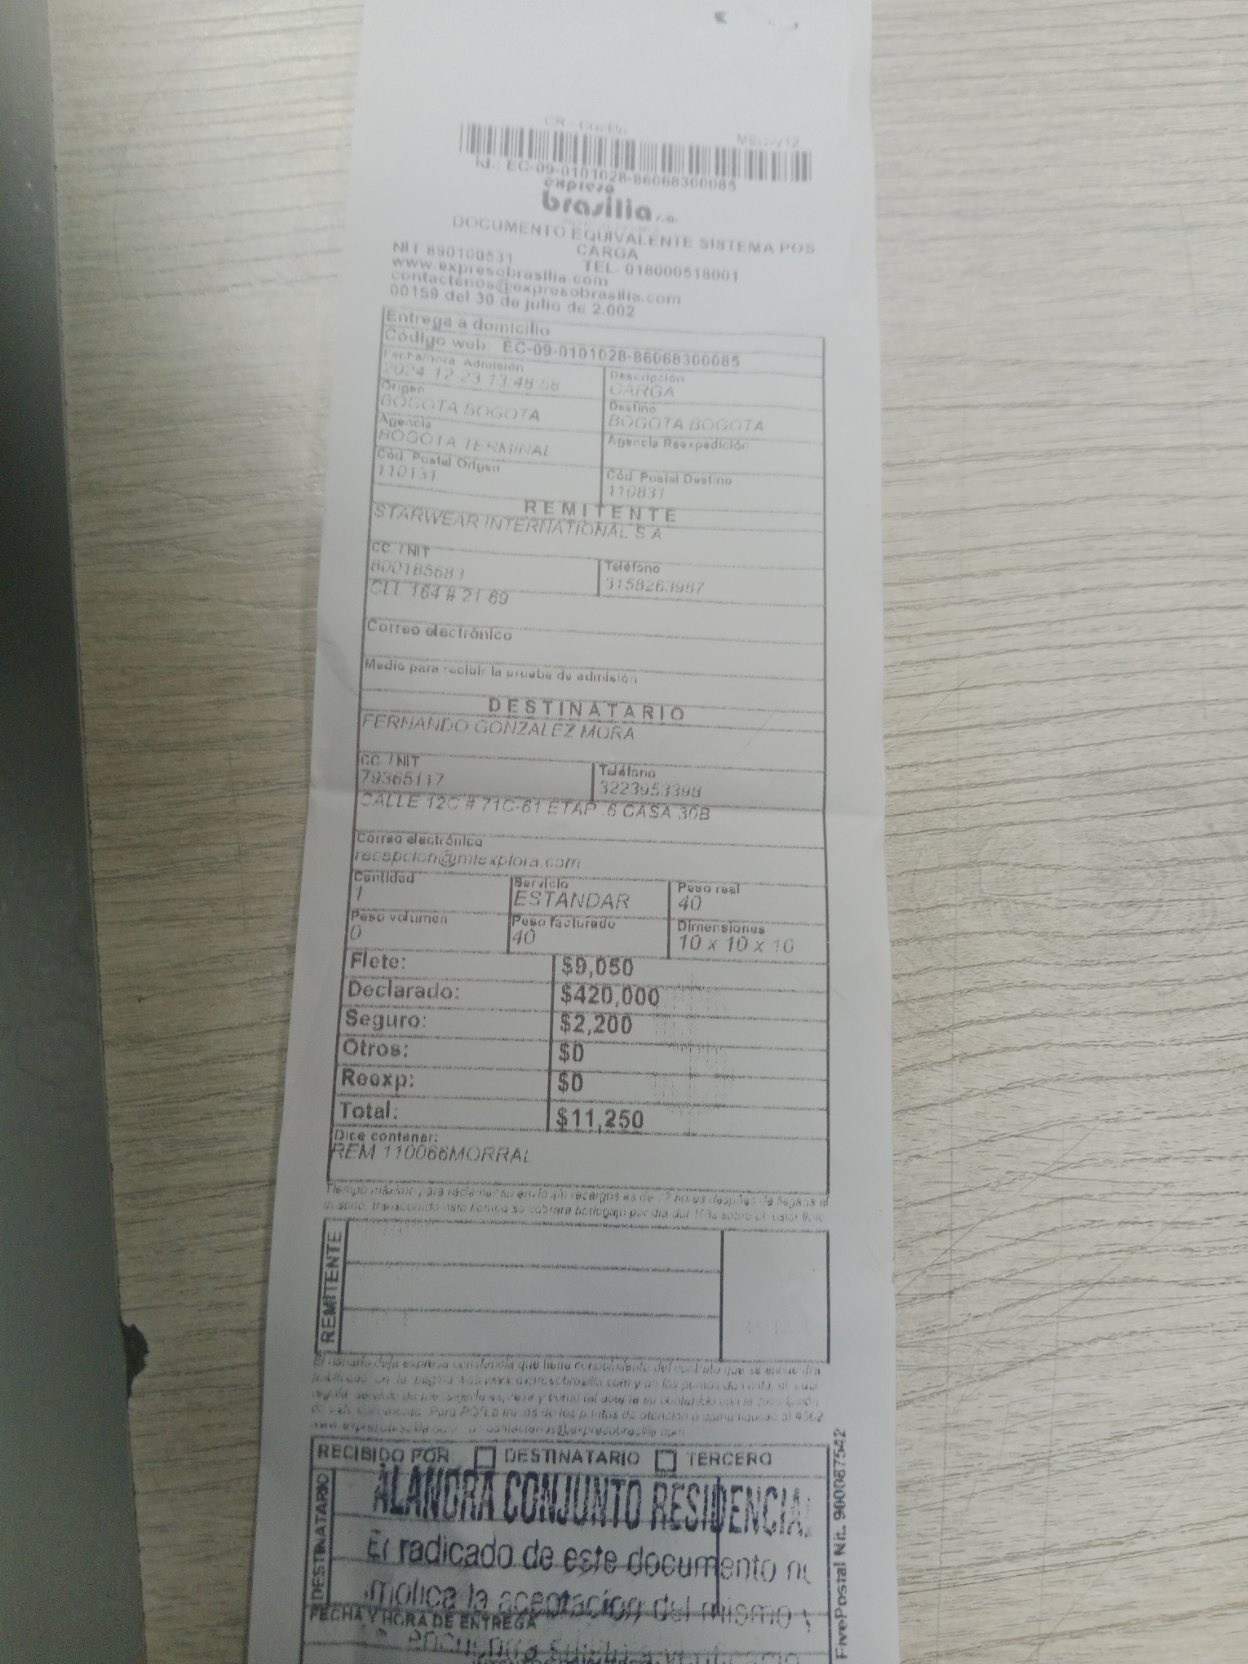 CR - Credito
Id.: EC-09-0101028-86068300085
expreso
brasilia s.a.
DOCUMENTO EQUIVALENTE SISTEMA POS
CARGA
NIT 890100531 TEL. 018000518001
www.expresobrasilia.com
contactenos@expresobrasilia.com
00159 del 30 de julio de 2.002
Entrega a domicilio
Código web: EC-09-0101028-86068300085
Fecha/hora Admisión Descripción
2024-12-23 13:48:58 CARGA
Origen Destino
BOGOTA BOGOTA BOGOTA BOGOTA
Agencia Agencia Reexpedición
BOGOTA TERMINAL
Cód. Postal Origen Cód. Postal Destino
110131 110831
REMITENTE
STARWEAR INTERNATIONAL S A
CC. / NIT Teléfono
800185683 3158263987
CLL 164 # 21-69
Correo electrónico
Medio para recibir la prueba de admisión
DESTINATARIO
FERNANDO GONZALEZ MORA
CC. / NIT Teléfono
79365117 3223953398
CALLE 12C # 71C-61 ETAP .6 CASA 30B
Correo electrónico
recepcion@milexplora.com
Cantidad Servicio Peso real
1 ESTANDAR 40
Peso volumen Peso facturado Dimensiones
0 40 10 x 10 x 10
Flete: $9,050
Declarado: $420,000
Seguro: $2,200
Otros: $0
Reexp: $0
Total: $11,250
Dice contener:
REM 110066MORRAL
REMITENTE
RECIBIDO POR DESTINATARIO TERCERO
DESTINATARIO
ALANDRA CONJUNTO RESIDENCIAL
El radicado de este documento no
implica la aceptación del mismo y
FECHA Y HORA DE ENTREGA
FivePostal Nit. 900087542